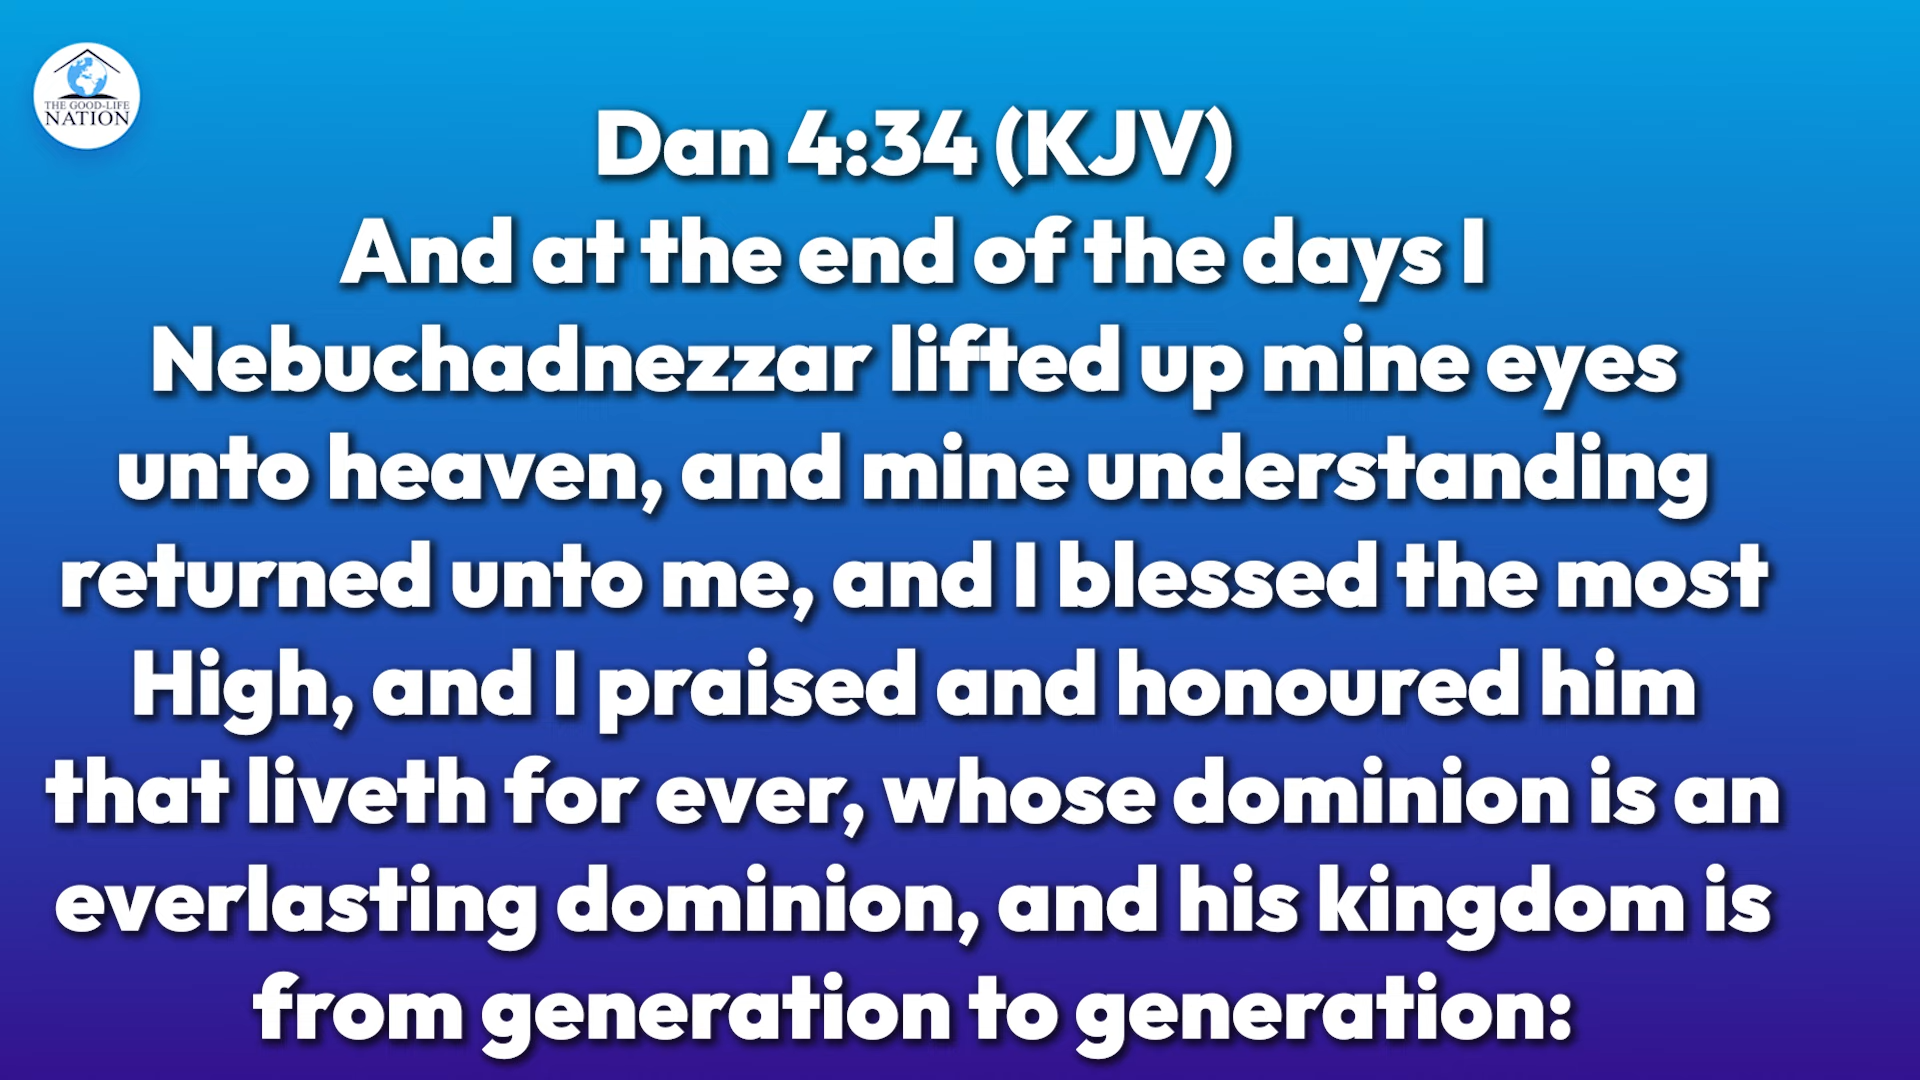 THE GOOD-LIFE
NATION
Dan 4:34 (KJV)
And at the end of the days I
Nebuchadnezzar lifted up mine eyes
unto heaven, and mine understanding
returned unto me, and I blessed the most
High, and I praised and honoured him
that liveth for ever, whose dominion is an
everlasting dominion, and his kingdom is
from generation to generation: